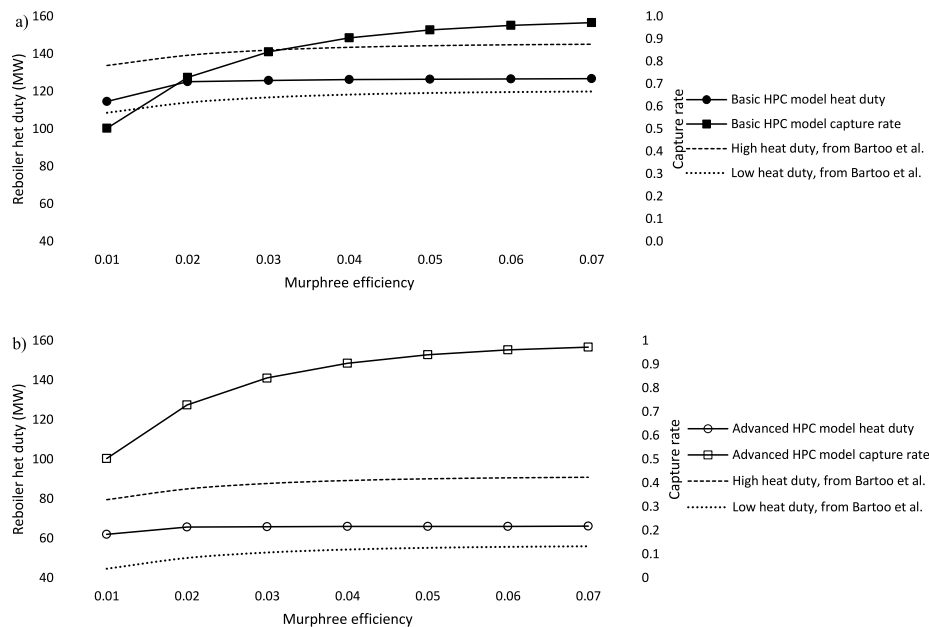 a)
160
140
120
100
80
60
40
Reboiler het duty (MW)
0.01 0.02 0.03 0.04 0.05 0.06 0.07
Murphree efficiency
1.0
0.9
0.8
0.7
0.6
0.5
0.4
0.3
0.2
0.1
0.0
Capture rate
Basic HPC model heat duty
Basic HPC model capture rate
High heat duty, from Bartoo et al.
Low heat duty, from Bartoo et al.
b)
160
140
120
100
80
60
40
Reboiler het duty (MW)
0.01 0.02 0.03 0.04 0.05 0.06 0.07
Murphree efficiency
1
0.9
0.8
0.7
0.6
0.5
0.4
0.3
0.2
0.1
0
Capture rate
Advanced HPC model heat duty
Advanced HPC model capture rate
High heat duty, from Bartoo et al.
Low heat duty, from Bartoo et al.